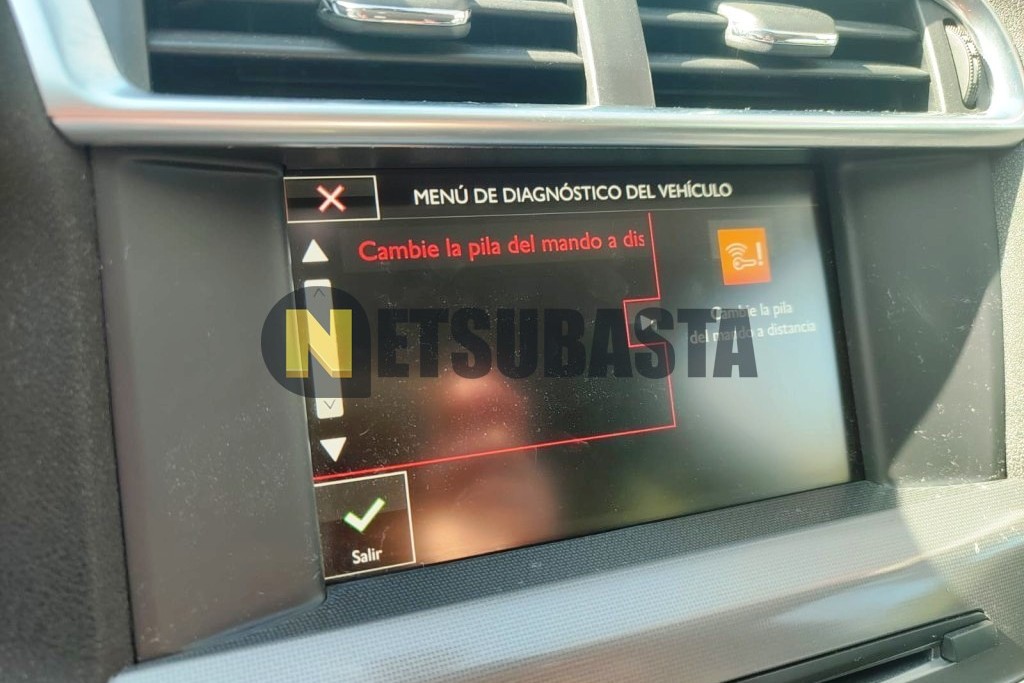 MENÚ DE DIAGNÓSTICO DEL VEHÍCULO
Cambie la pila del mando a dis
Cambie la pila
del mando a distancia
NETSUBASTA
Salir